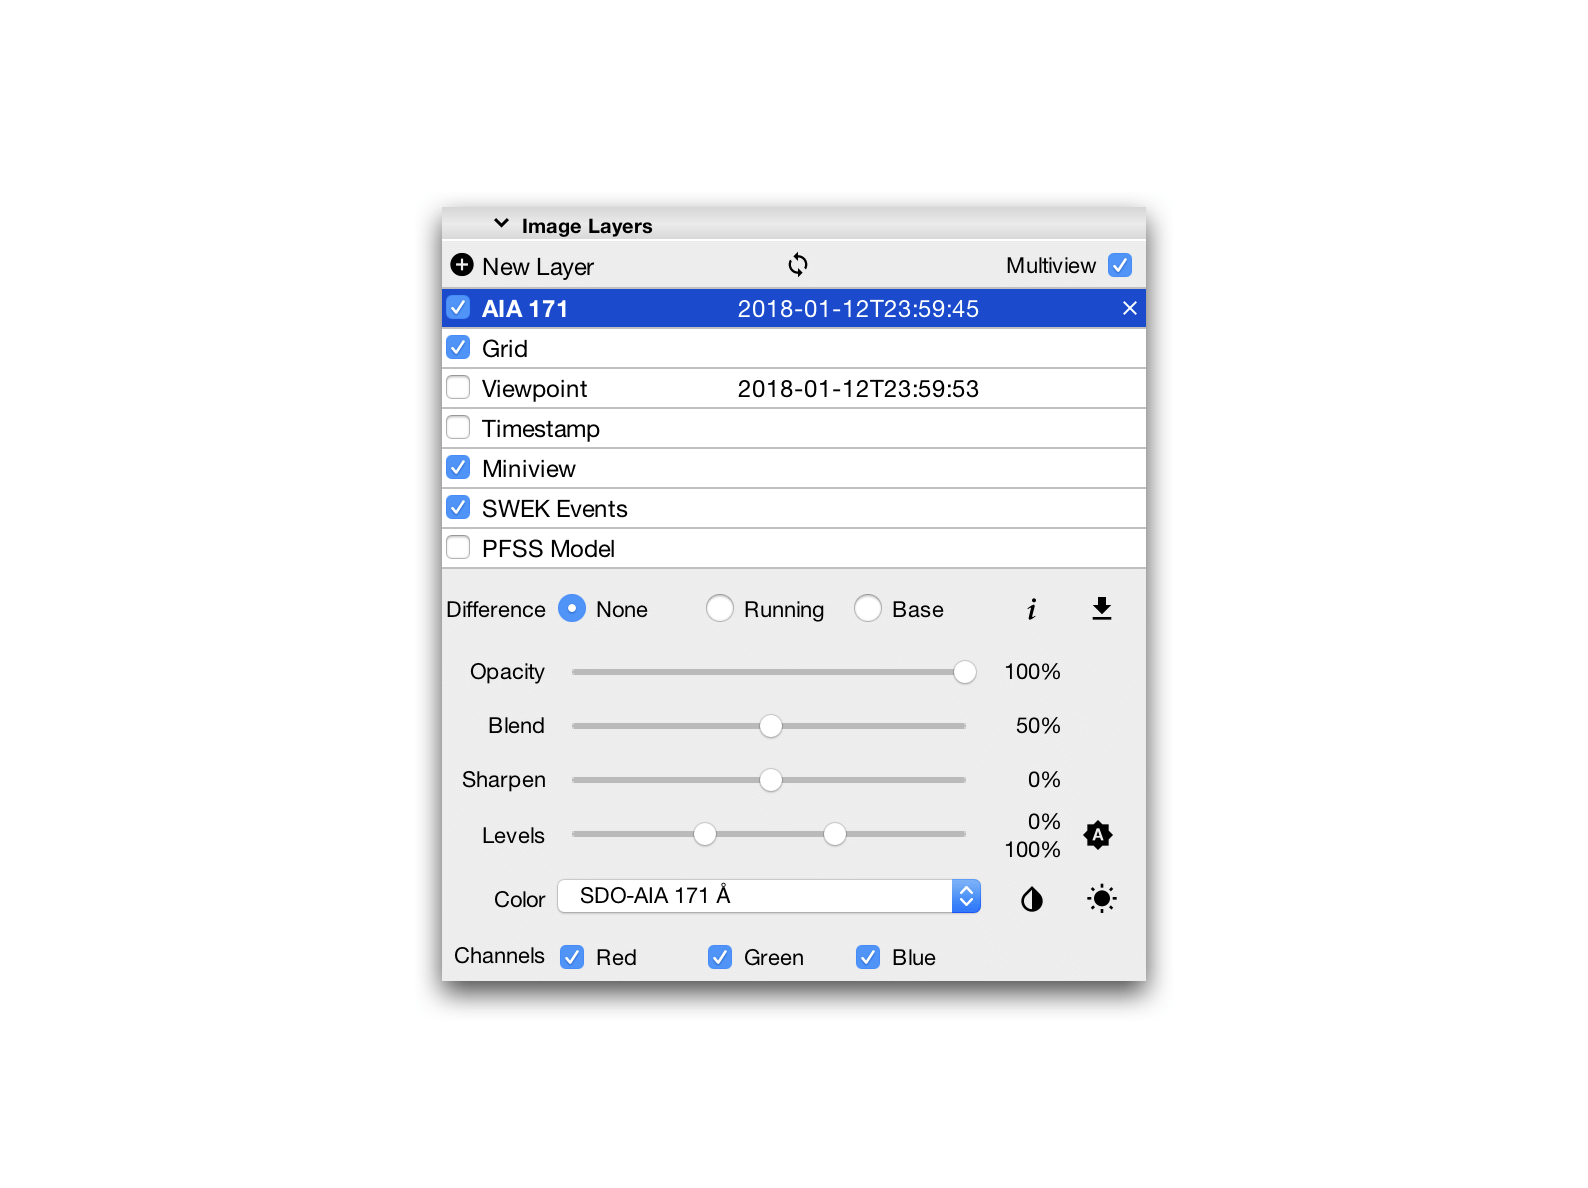 Image Layers
New Layer Multiview
AIA 171 2018-01-12T23:59:45
Grid
Viewpoint 2018-01-12T23:59:53
Timestamp
Miniview
SWEK Events
PFSS Model
Difference None Running Base i
Opacity 100%
Blend 50%
Sharpen 0%
Levels 0% 100% A
Color SDO-AIA 171 Å
Channels Red Green Blue